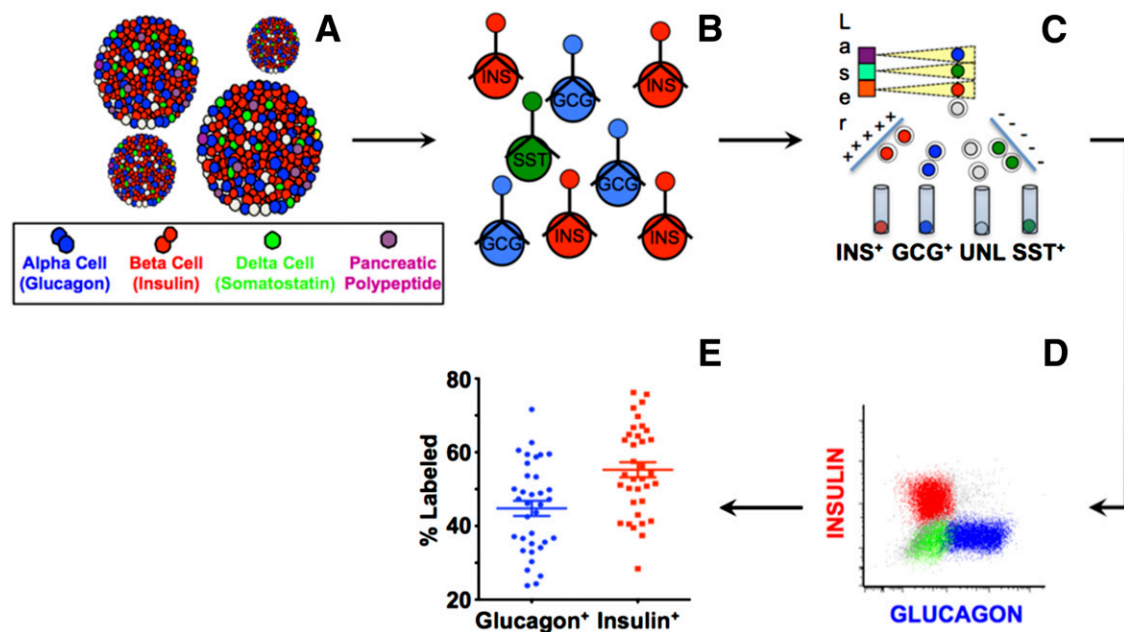 A
Alpha Cell
(Glucagon)
Beta Cell
(Insulin)
Delta Cell
(Somatostatin)
Pancreatic
Polypeptide
B
INS
GCG
INS
SST
GCG
GCG
INS
INS
C
Laser
+ + + + +
- - - - -
INS⁺ GCG⁺ UNL SST⁺
D
INSULIN
GLUCAGON
E
% Labeled
80
60
40
20
Glucagon⁺ Insulin⁺